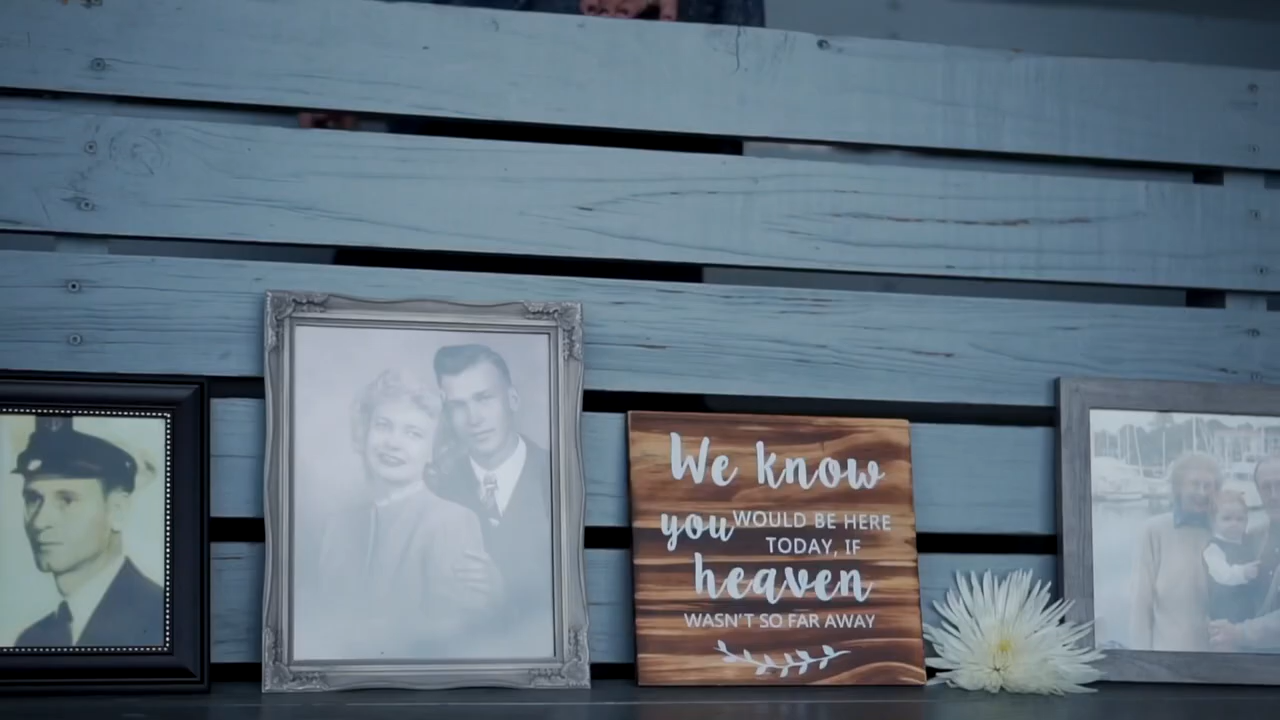 We know
you WOULD BE HERE
TODAY, IF
heaven
WASN'T SO FAR AWAY